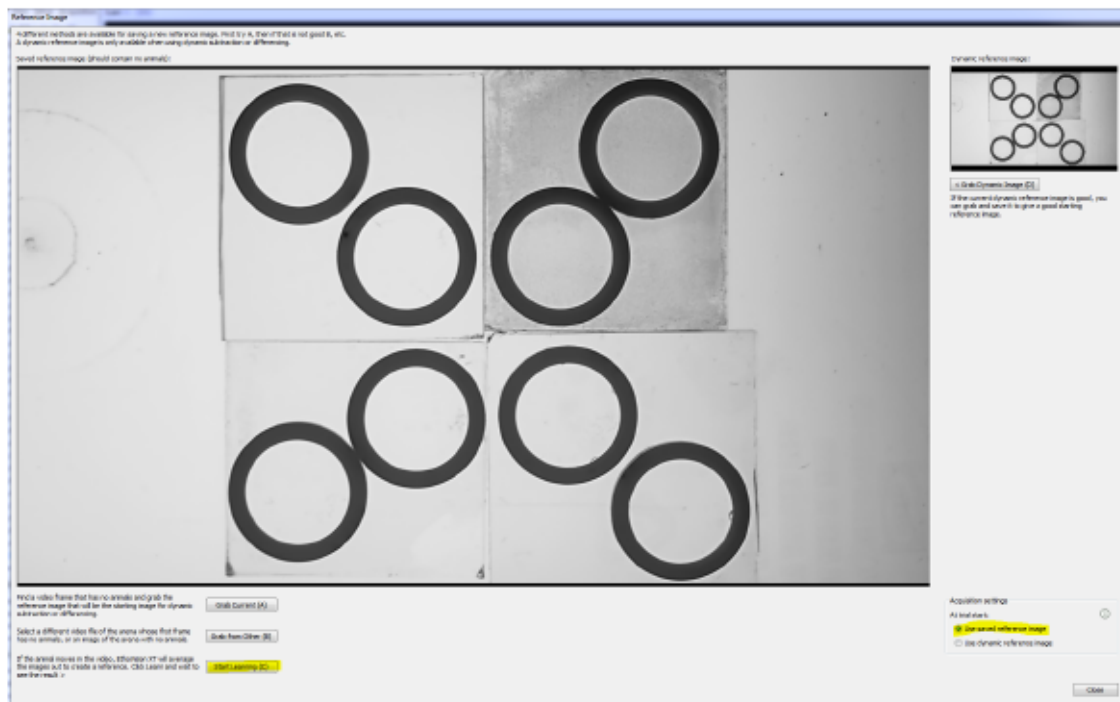 Reference Image
4 different methods are available for saving a new reference image. First try A, then if that is not good B, etc.
A dynamic reference image is only available when using dynamic subtraction or differencing.
Saved reference image (should contain no animals):
Dynamic reference image:
< Grab Dynamic Image (D)
If the current dynamic reference image is good, you
can grab and save it to give a good starting
reference image.
Find a video frame that has no animals and grab the
reference image that will be the starting image for dynamic
subtraction or differencing.
Grab Current (A)
Select a different video file of the arena whose first frame
has no animals, or an image of the arena with no animals.
Grab from Other (B)
If the animal moves in the video, EthoVision XT will average
the images out to create a reference. Click Learn and wait to
see the result >
Start Learning (C)
Acquisition settings
At trial start:
Use saved reference image
Use dynamic reference image
Close